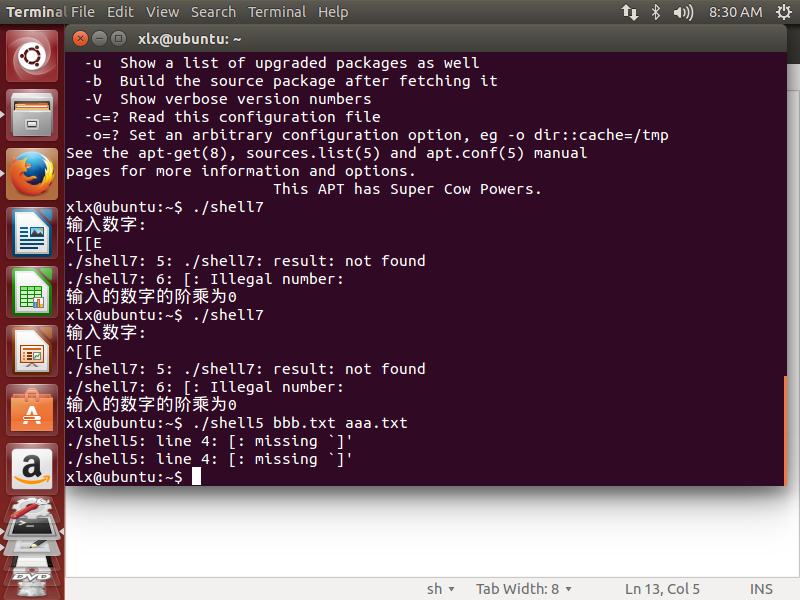 Terminal File Edit View Search Terminal Help 8:30 AM
xlx@ubuntu: ~
-u Show a list of upgraded packages as well
-b Build the source package after fetching it
-V Show verbose version numbers
-c=? Read this configuration file
-o=? Set an arbitrary configuration option, eg -o dir::cache=/tmp
See the apt-get(8), sources.list(5) and apt.conf(5) manual
pages for more information and options.
This APT has Super Cow Powers.
xlx@ubuntu:~$ ./shell7
输入数字:
^[[E
./shell7: 5: ./shell7: result: not found
./shell7: 6: [: Illegal number:
输入的数字的阶乘为0
xlx@ubuntu:~$ ./shell7
输入数字:
^[[E
./shell7: 5: ./shell7: result: not found
./shell7: 6: [: Illegal number:
输入的数字的阶乘为0
xlx@ubuntu:~$ ./shell5 bbb.txt aaa.txt
./shell5: line 4: [: missing `]'
./shell5: line 4: [: missing `]'
xlx@ubuntu:~$
sh Tab Width: 8 Ln 13, Col 5 INS
DVD